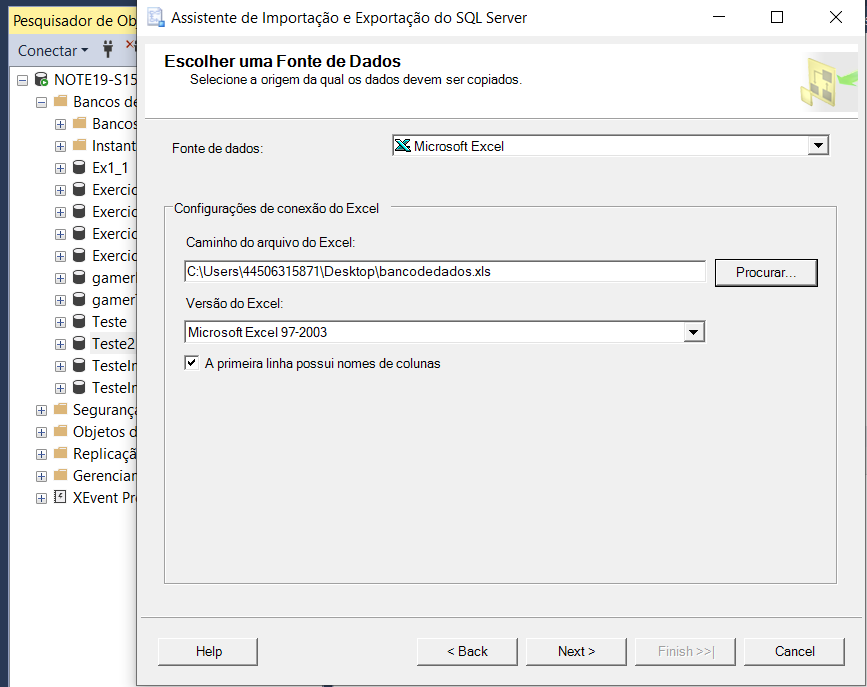 Pesquisador de Ob
Conectar
NOTE19-S15
Bancos de
Bancos
Instant
Ex1_1
Exercic
Exercic
Exercic
Exercic
gamer
gamer
Teste
Teste2
TesteIr
TesteIr
Segurança
Objetos d
Replicaçã
Gerenciar
XEvent Pr
Assistente de Importação e Exportação do SQL Server
Escolher uma Fonte de Dados
Selecione a origem da qual os dados devem ser copiados.
Fonte de dados:
Microsoft Excel
Configurações de conexão do Excel
Caminho do arquivo do Excel:
C:\Users\44506315871\Desktop\bancodedados.xls
Procurar...
Versão do Excel:
Microsoft Excel 97-2003
A primeira linha possui nomes de colunas
Help
< Back
Next >
Finish >>|
Cancel